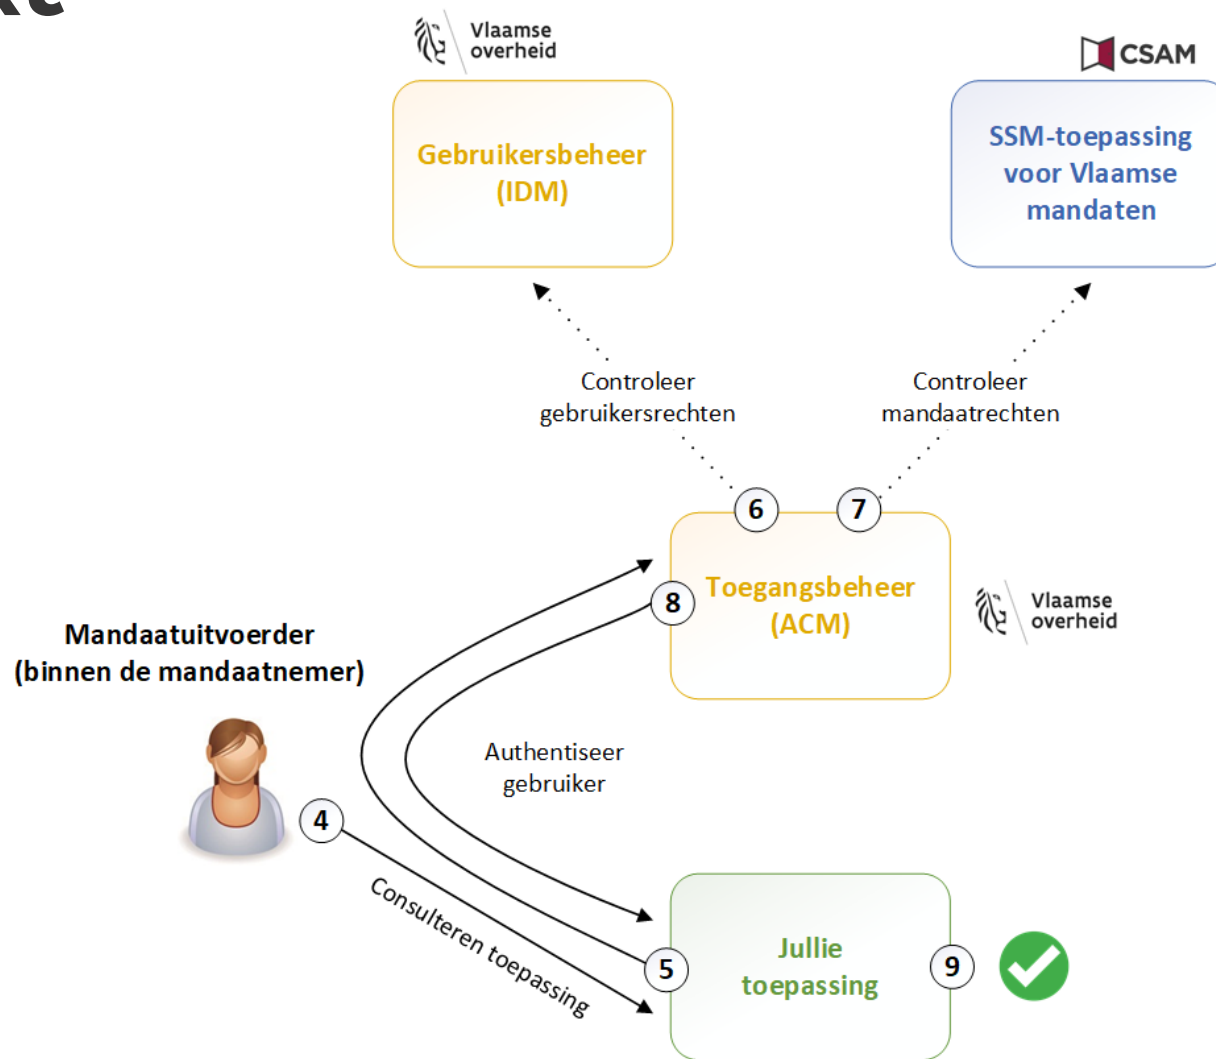 Vlaamse
overheid
CSAM
Gebruikersbeheer
(IDM)
SSM-toepassing
voor Vlaamse
mandaten
Controleer
gebruikersrechten
Controleer
mandaatrechten
6
7
8
Toegangsbeheer
(ACM)
Vlaamse
overheid
Mandaatuitvoerder
(binnen de mandaatnemer)
Authentiseer
gebruiker
4
Consulteren toepassing
5
Jullie
toepassing
9